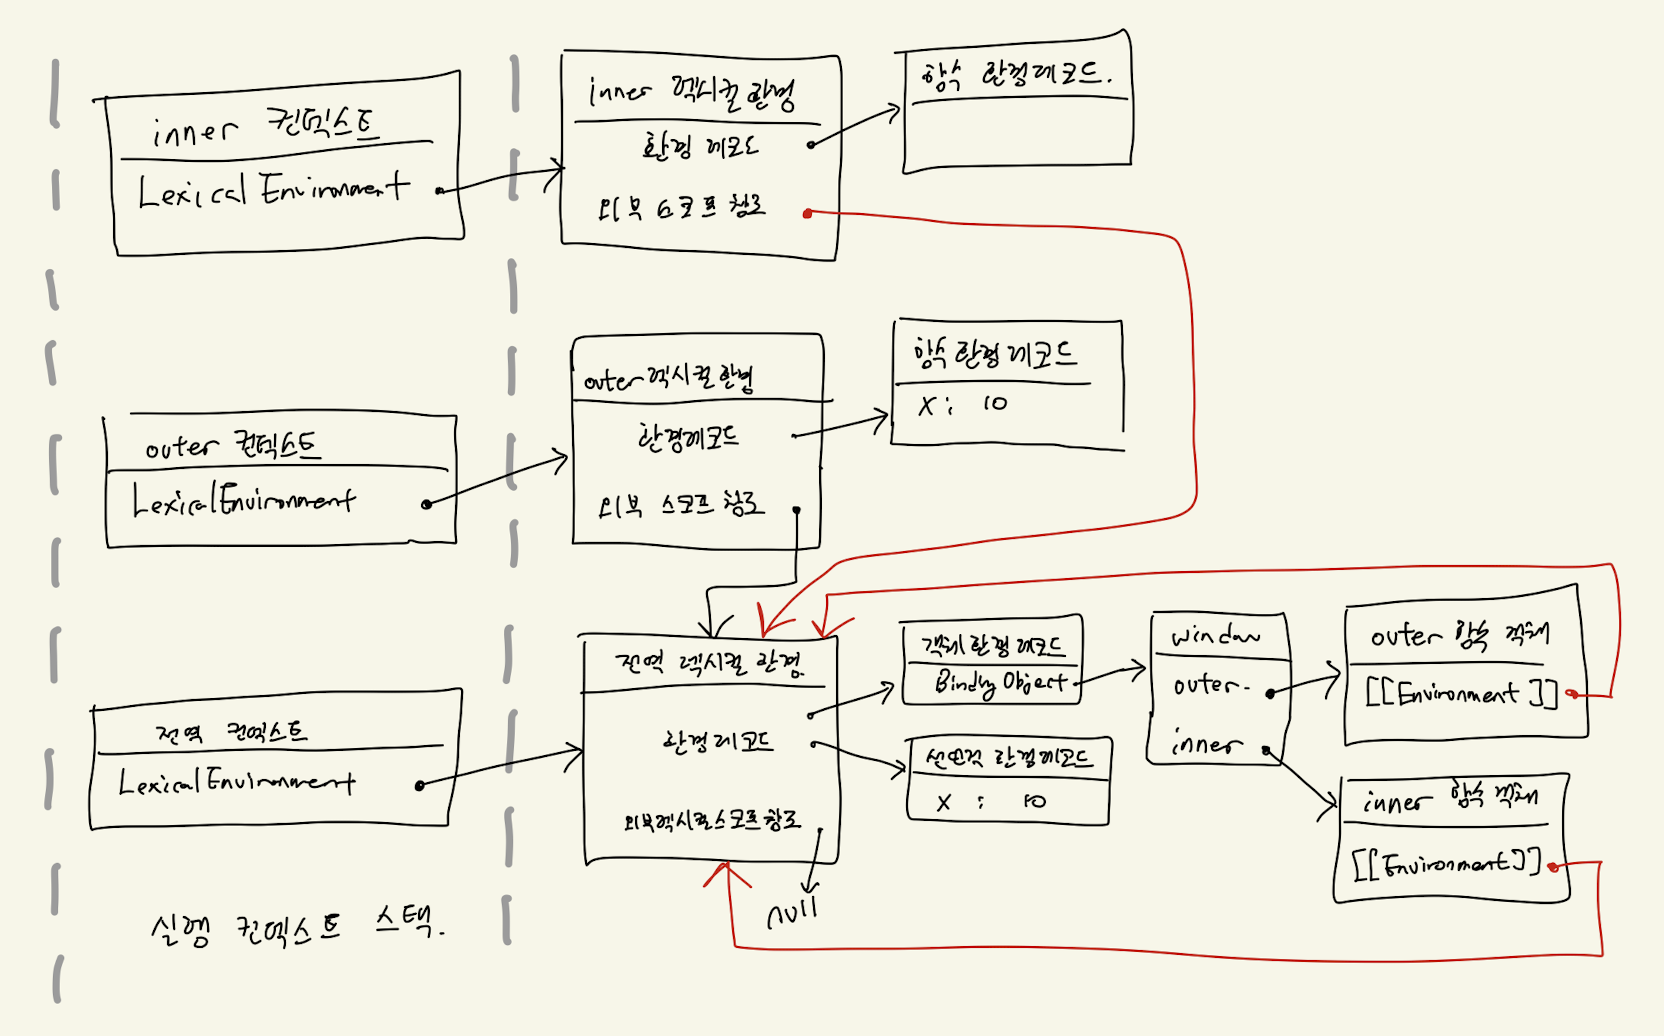 inner 컨텍스트
Lexical Environment
inner 렉시컬 환경
환경 레코드
외부 스코프 참조
함수 환경 레코드.
outer 컨텍스트
LexicalEnvironment
outer 렉시컬 환경
환경레코드
외부 스코프 참조
함수 환경 레코드
x : 10
전역 컨텍스트
LexicalEnvironment
전역 렉시컬 환경
환경 레코드
외부렉시컬스코프 참조
null
객체 환경 레코드
Binding Object
선언적 환경레코드
x : 10
window
outer
inner
outer 함수 객체
[[Environment]]
inner 함수 객체
[[Environment]]
실행 컨텍스트 스택.